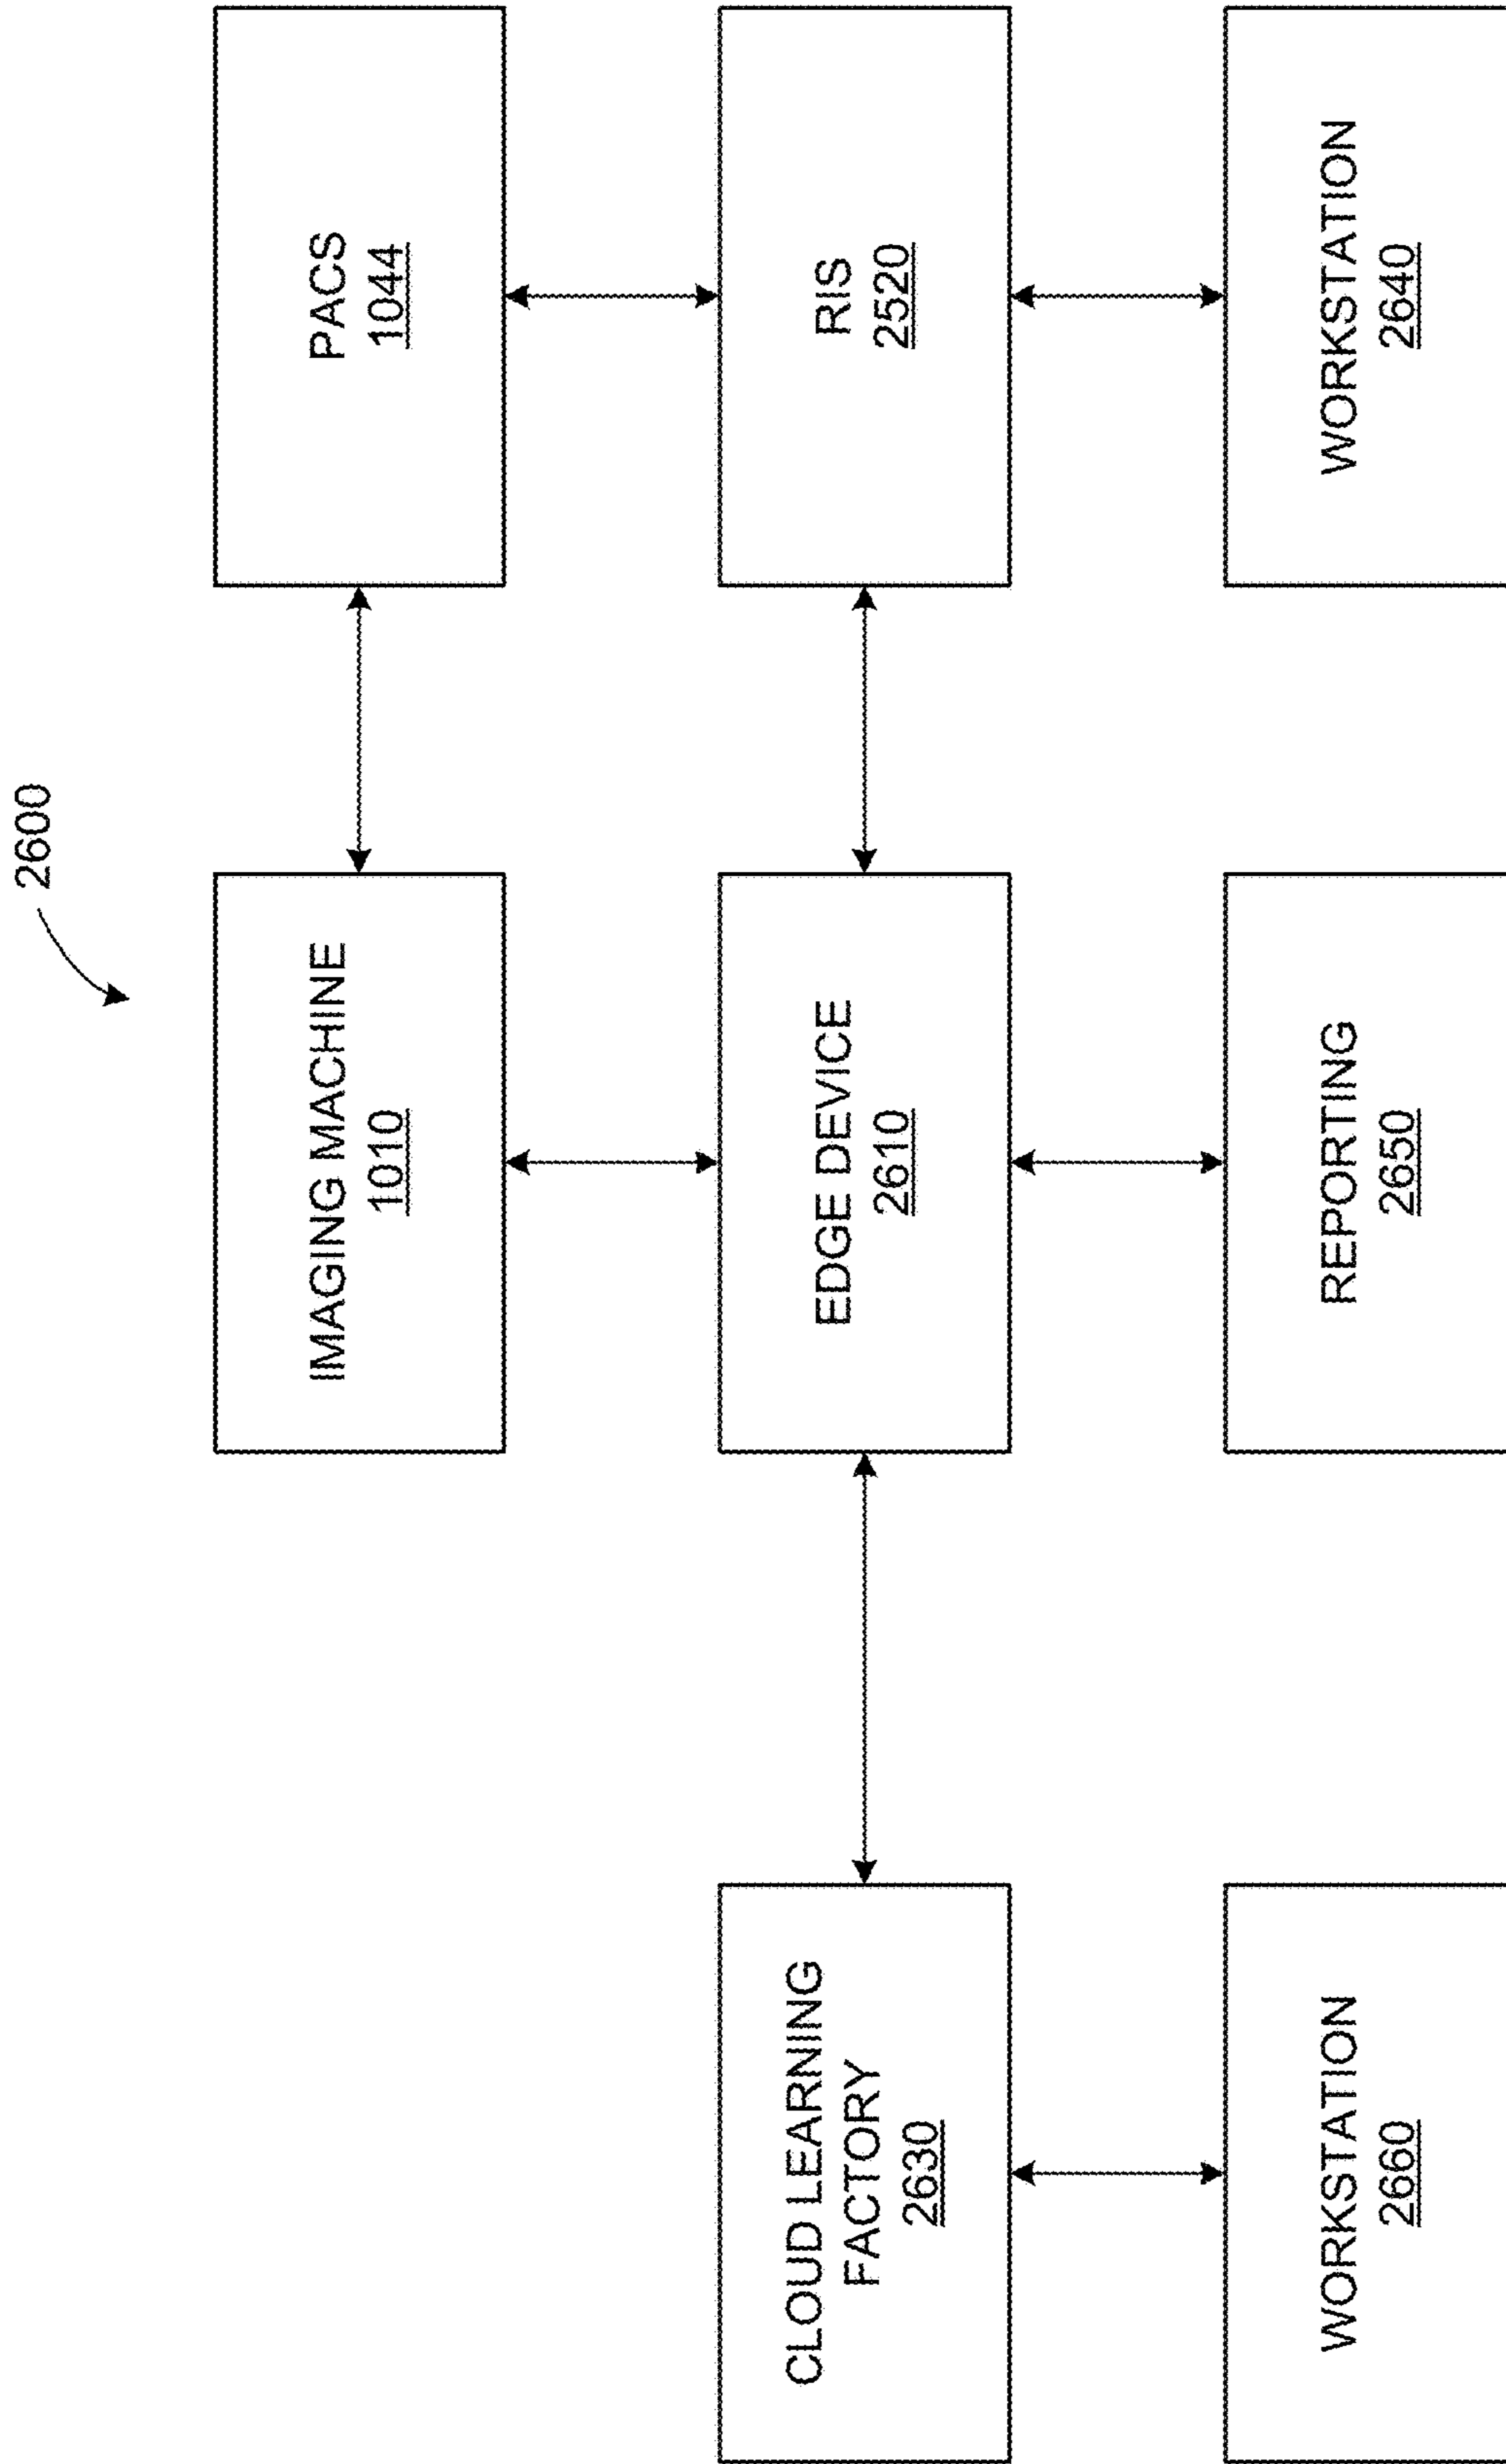 2600
IMAGING MACHINE
1010
PACS
1044
CLOUD LEARNING
FACTORY
2630
EDGE DEVICE
2610
RIS
2520
WORKSTATION
2660
REPORTING
2650
WORKSTATION
2640